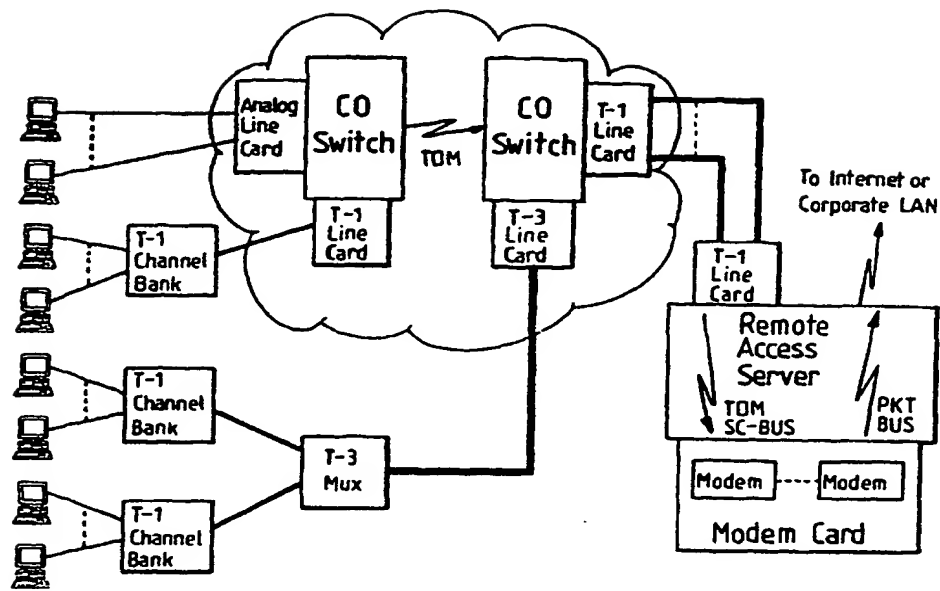 Analog
Line
Card
CO
Switch
TOM
CO
Switch
T-1
Line
Card
T-1
Line
Card
T-3
Line
Card
T-1
Channel
Bank
To Internet or
Corporate LAN
T-1
Line
Card
Remote
Access
Server
TOM
SC-BUS
PKT
BUS
T-1
Channel
Bank
T-3
Mux
T-1
Channel
Bank
Modem
Modem
Modem Card